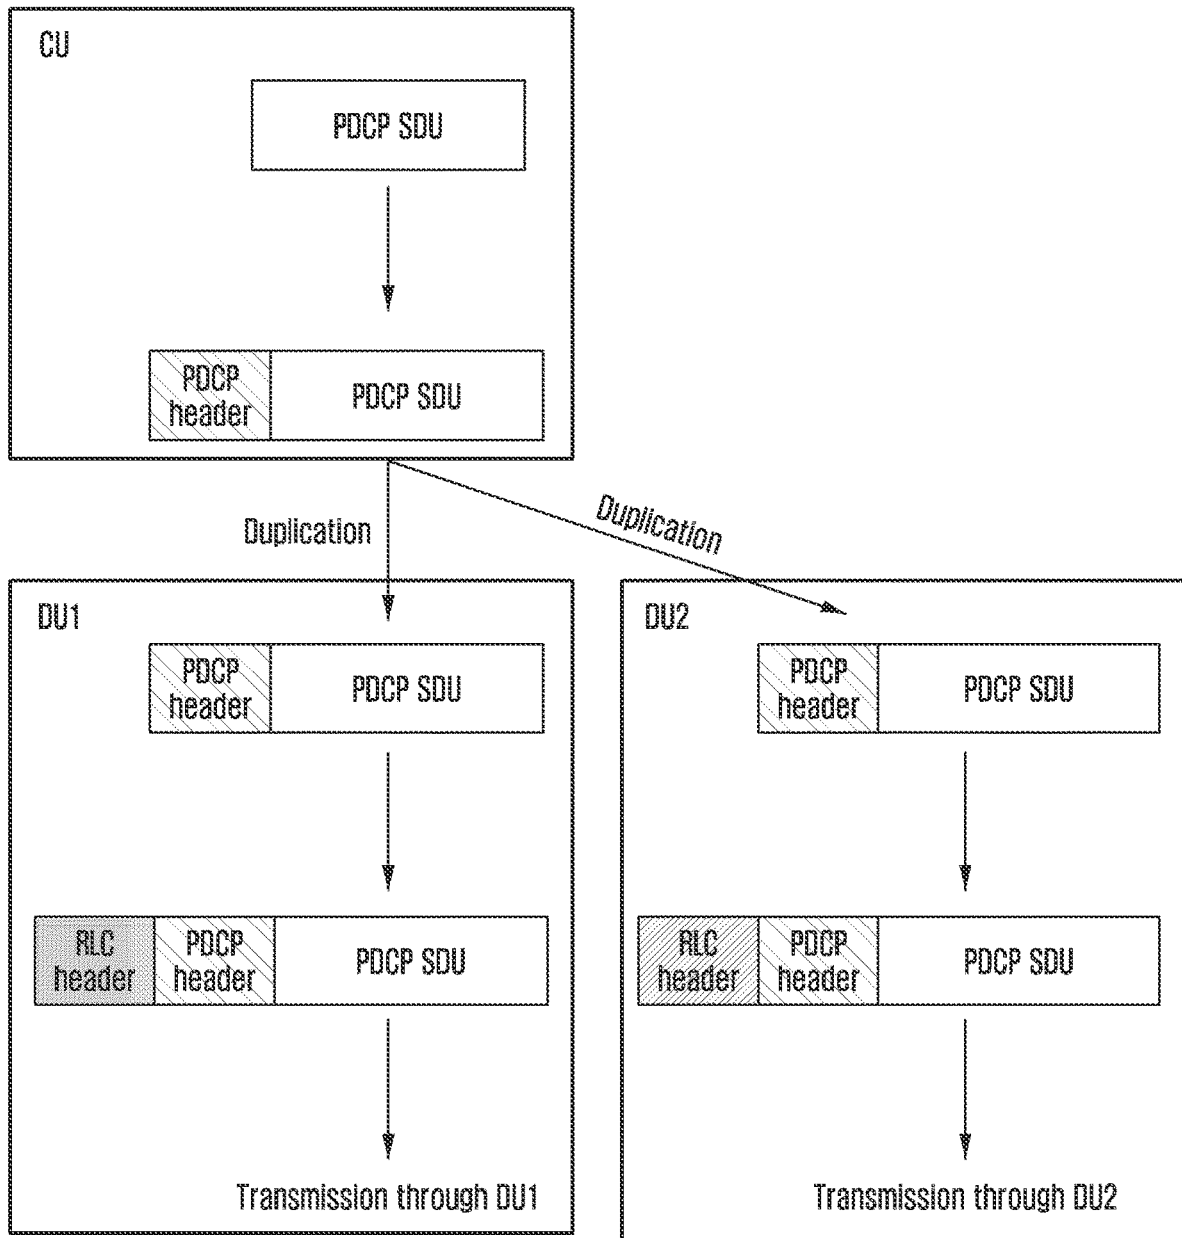 CU
PDCP SDU
PDCP
header
PDCP SDU
Duplication
Duplication
DU1
PDCP
header
PDCP SDU
RLC
header
PDCP
header
PDCP SDU
Transmission through DU1
DU2
PDCP
header
PDCP SDU
RLC
header
PDCP
header
PDCP SDU
Transmission through DU2